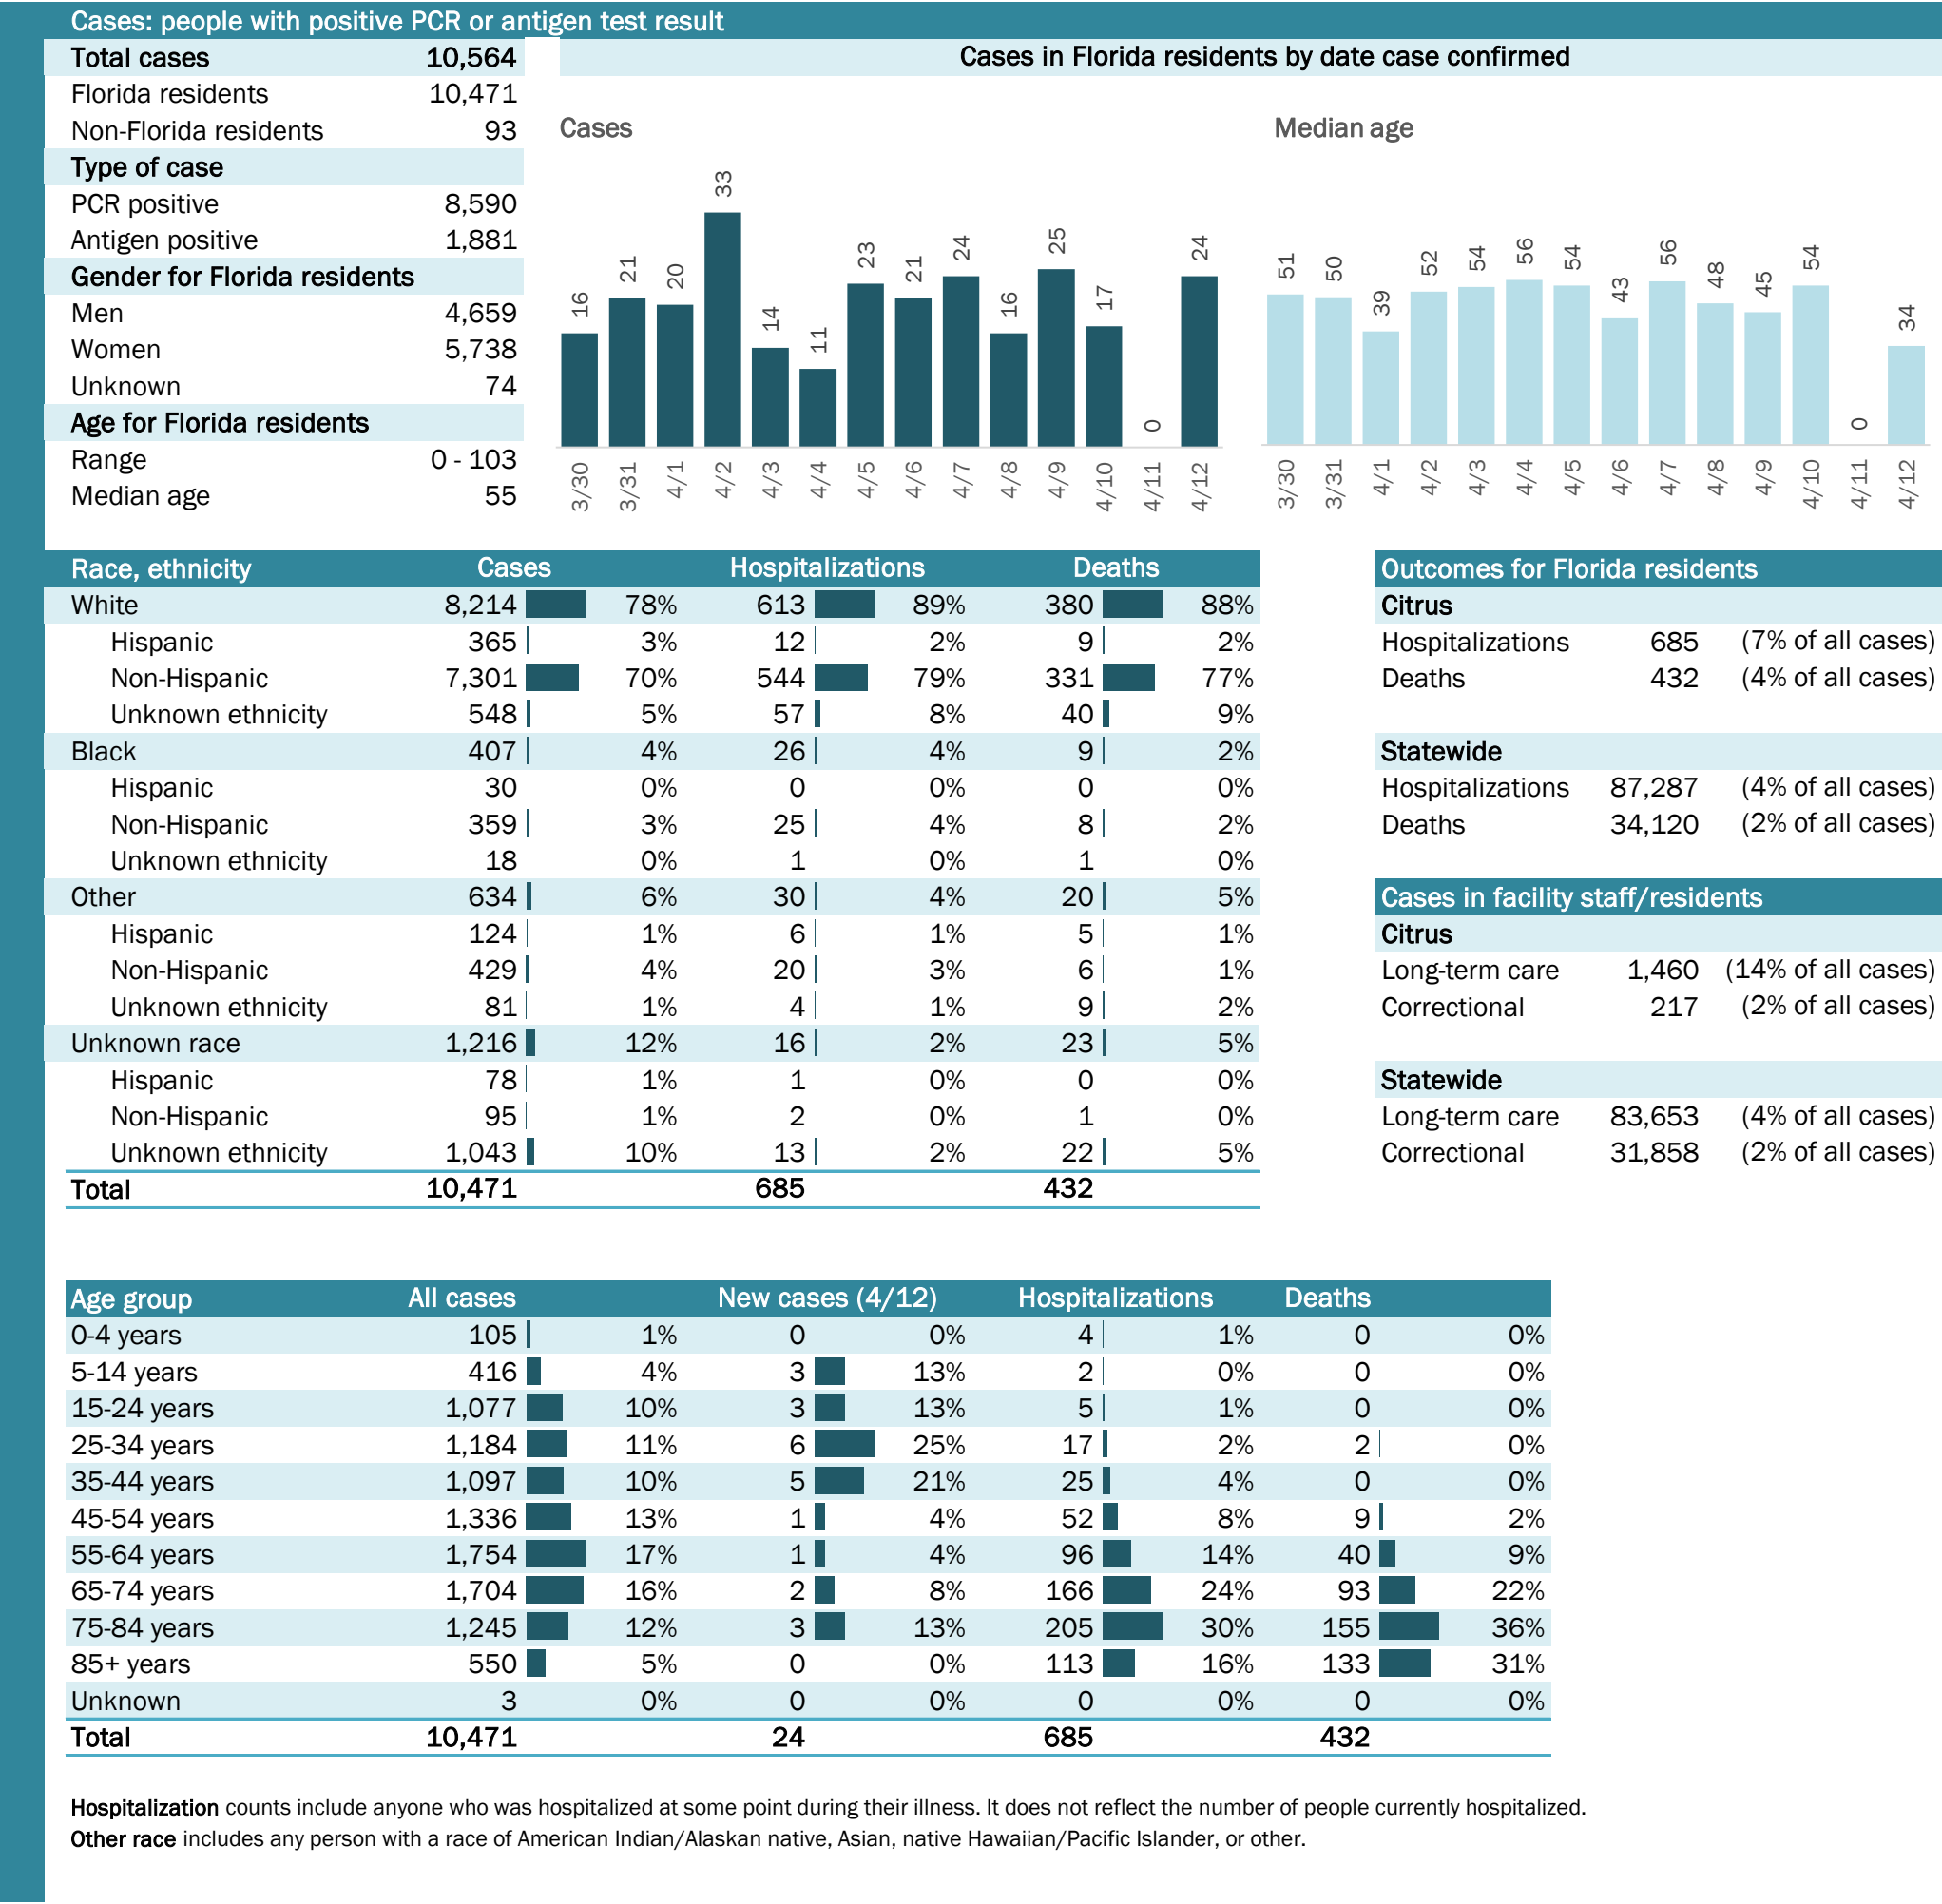 Cases: people with positive PCR or antigen test result
Total cases 10,564
Florida residents 10,471
Non-Florida residents 93
Type of case
PCR positive 8,590
Antigen positive 1,881
Gender for Florida residents
Men 4,659
Women 5,738
Unknown 74
Age for Florida residents
Range 0 - 103
Median age 55
Cases in Florida residents by date case confirmed
Cases
16 21 20 33 14 11 23 21 24 16 25 17 0 24
3/30 3/31 4/1 4/2 4/3 4/4 4/5 4/6 4/7 4/8 4/9 4/10 4/11 4/12
Median age
51 50 39 52 54 56 54 43 56 48 45 54 0 34
3/30 3/31 4/1 4/2 4/3 4/4 4/5 4/6 4/7 4/8 4/9 4/10 4/11 4/12
Race, ethnicity Cases Hospitalizations Deaths
White 8,214 78% 613 89% 380 88%
Hispanic 365 3% 12 2% 9 2%
Non-Hispanic 7,301 70% 544 79% 331 77%
Unknown ethnicity 548 5% 57 8% 40 9%
Black 407 4% 26 4% 9 2%
Hispanic 30 0% 0 0% 0 0%
Non-Hispanic 359 3% 25 4% 8 2%
Unknown ethnicity 18 0% 1 0% 1 0%
Other 634 6% 30 4% 20 5%
Hispanic 124 1% 6 1% 5 1%
Non-Hispanic 429 4% 20 3% 6 1%
Unknown ethnicity 81 1% 4 1% 9 2%
Unknown race 1,216 12% 16 2% 23 5%
Hispanic 78 1% 1 0% 0 0%
Non-Hispanic 95 1% 2 0% 1 0%
Unknown ethnicity 1,043 10% 13 2% 22 5%
Total 10,471 685 432
Outcomes for Florida residents
Citrus
Hospitalizations 685 (7% of all cases)
Deaths 432 (4% of all cases)
Statewide
Hospitalizations 87,287 (4% of all cases)
Deaths 34,120 (2% of all cases)
Cases in facility staff/residents
Citrus
Long-term care 1,460 (14% of all cases)
Correctional 217 (2% of all cases)
Statewide
Long-term care 83,653 (4% of all cases)
Correctional 31,858 (2% of all cases)
Age group All cases New cases (4/12) Hospitalizations Deaths
0-4 years 105 1% 0 0% 4 1% 0 0%
5-14 years 416 4% 3 13% 2 0% 0 0%
15-24 years 1,077 10% 3 13% 5 1% 0 0%
25-34 years 1,184 11% 6 25% 17 2% 2 0%
35-44 years 1,097 10% 5 21% 25 4% 0 0%
45-54 years 1,336 13% 1 4% 52 8% 9 2%
55-64 years 1,754 17% 1 4% 96 14% 40 9%
65-74 years 1,704 16% 2 8% 166 24% 93 22%
75-84 years 1,245 12% 3 13% 205 30% 155 36%
85+ years 550 5% 0 0% 113 16% 133 31%
Unknown 3 0% 0 0% 0 0% 0 0%
Total 10,471 24 685 432
Hospitalization counts include anyone who was hospitalized at some point during their illness. It does not reflect the number of people currently hospitalized.
Other race includes any person with a race of American Indian/Alaskan native, Asian, native Hawaiian/Pacific Islander, or other.